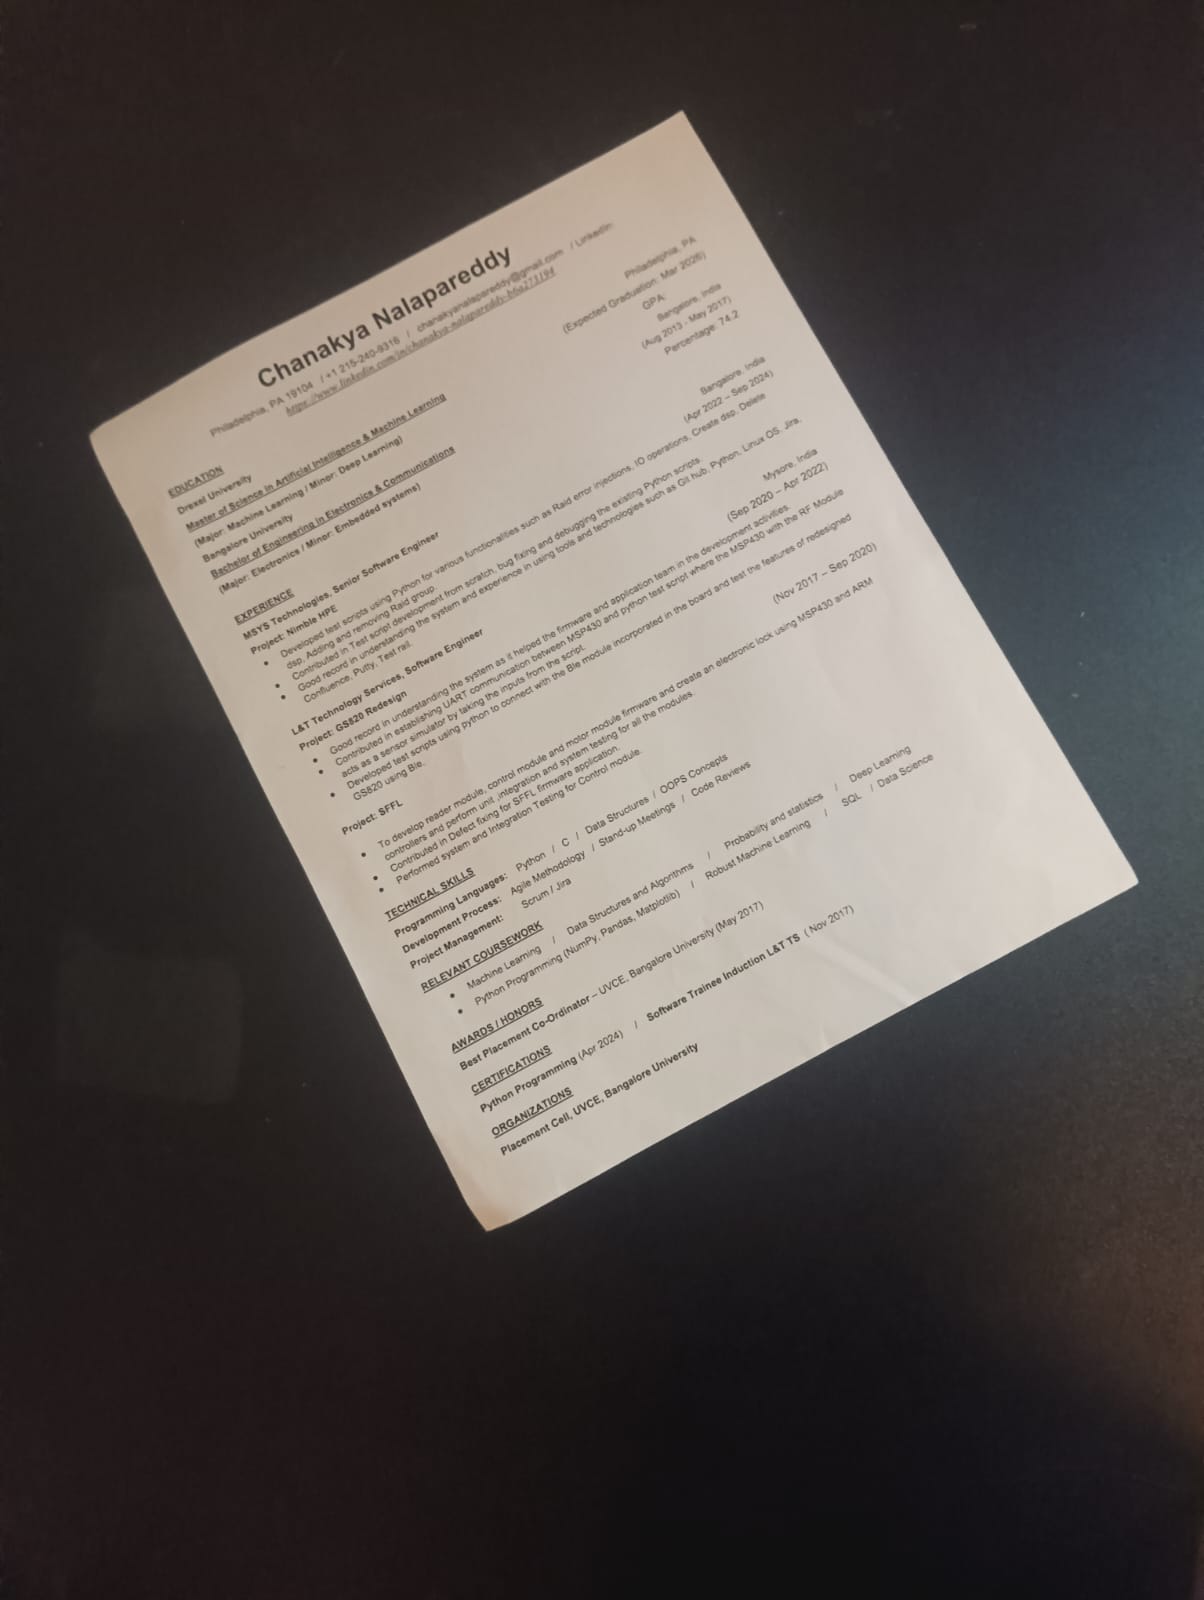 Chanakya Nalapareddy
Philadelphia, PA 19104 / +1 215-240-9316 / chanakyanalapareddy@gmail.com / LinkedIn:
https://www.linkedin.com/in/chanakya-nalapareddy-b6a273194
EDUCATION
Drexel University Philadelphia, PA
Master of Science in Artificial Intelligence & Machine Learning (Expected Graduation: Mar 2026)
(Major: Machine Learning / Minor: Deep Learning) GPA:
Bangalore University Bangalore, India
Bachelor of Engineering in Electronics & Communications (Aug 2013 - May 2017)
(Major: Electronics / Minor: Embedded systems) Percentage: 74.2
EXPERIENCE
MSYS Technologies, Senior Software Engineer Bangalore, India
Project: Nimble HPE (Apr 2022 – Sep 2024)
• Developed test scripts using Python for various functionalities such as Raid error injections, IO operations, Create dsp, Delete
dsp, Adding and removing Raid group.
• Contributed in Test script development from scratch, bug fixing and debugging the existing Python scripts.
• Good record in understanding the system and experience in using tools and technologies such as Git hub, Python, Linux OS, Jira,
Confluence, Putty, Test rail.
L&T Technology Services, Software Engineer Mysore, India
Project: GS820 Redesign (Sep 2020 – Apr 2022)
• Good record in understanding the system as it helped the firmware and application team in the development activities.
• Contributed in establishing UART communication between MSP430 and python test script where the MSP430 with the RF Module
acts as a sensor simulator by taking the inputs from the script.
• Developed test scripts using python to connect with the Ble module incorporated in the board and test the features of redesigned
GS820 using Ble.
Project: SFFL (Nov 2017 – Sep 2020)
• To develop reader module, control module and motor module firmware and create an electronic lock using MSP430 and ARM
controllers and perform unit ,integration and system testing for all the modules.
• Contributed in Defect fixing for SFFL firmware application.
• Performed system and Integration Testing for Control module.
TECHNICAL SKILLS
Programming Languages: Python / C / Data Structures / OOPS Concepts
Development Process: Agile Methodology / Stand-up Meetings / Code Reviews
Project Management: Scrum / Jira
RELEVANT COURSEWORK
• Machine Learning / Data Structures and Algorithms / Probability and statistics / Deep Learning
• Python Programming (NumPy, Pandas, Matplotlib) / Robust Machine Learning / SQL / Data Science
AWARDS / HONORS
Best Placement Co-Ordinator – UVCE, Bangalore University (May 2017)
CERTIFICATIONS
Python Programming (Apr 2024) / Software Trainee Induction L&T TS ( Nov 2017)
ORGANIZATIONS
Placement Cell, UVCE, Bangalore University